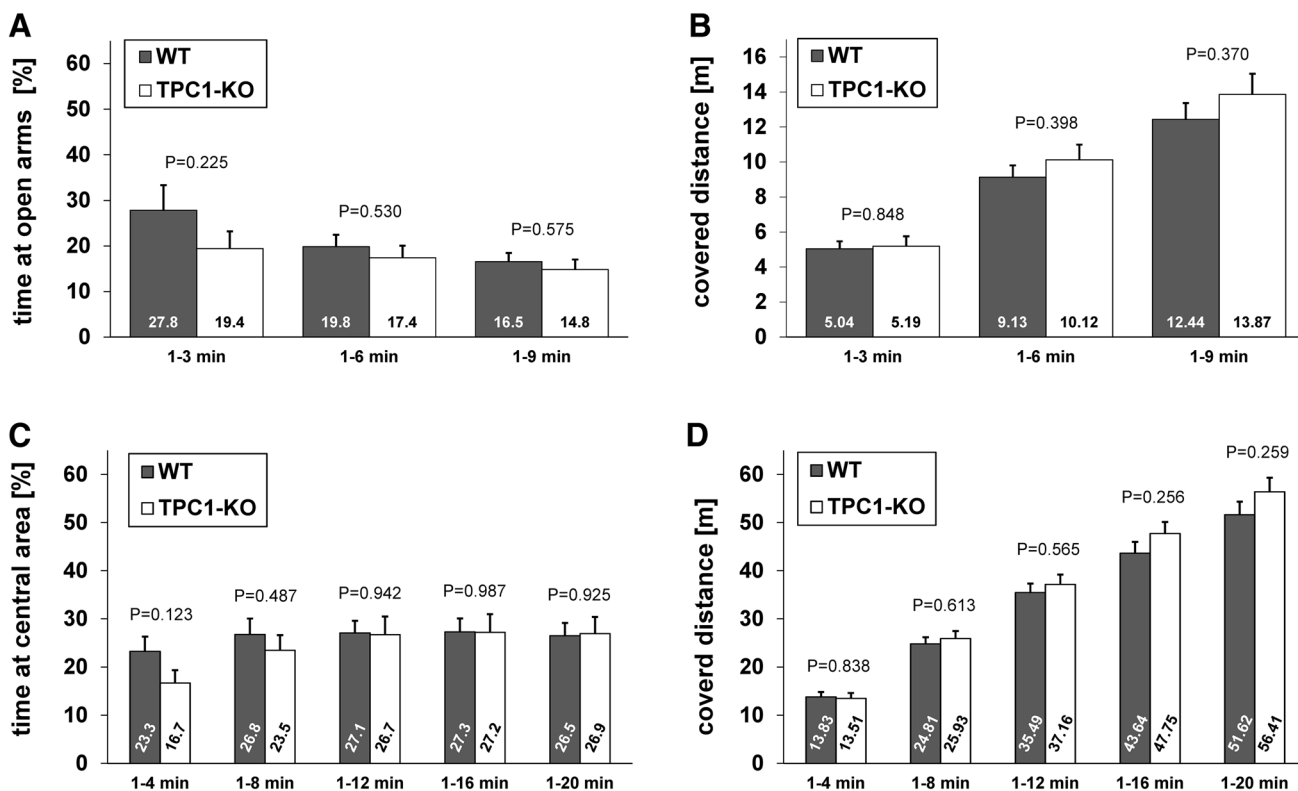 A
time at open arms [%]
60
50
40
30
20
10
0
WT
TPC1-KO
P=0.225
P=0.530
P=0.575
27.8
19.4
19.8
17.4
16.5
14.8
1-3 min
1-6 min
1-9 min
B
covered distance [m]
16
14
12
10
8
6
4
2
0
WT
TPC1-KO
P=0.848
P=0.398
P=0.370
5.04
5.19
9.13
10.12
12.44
13.87
1-3 min
1-6 min
1-9 min
C
time at central area [%]
60
50
40
30
20
10
0
WT
TPC1-KO
P=0.123
P=0.487
P=0.942
P=0.987
P=0.925
23.3
16.7
26.8
23.5
27.1
26.7
27.3
27.2
26.5
26.9
1-4 min
1-8 min
1-12 min
1-16 min
1-20 min
D
coverd distance [m]
60
50
40
30
20
10
0
WT
TPC1-KO
P=0.838
P=0.613
P=0.565
P=0.256
P=0.259
13.83
13.51
24.81
25.93
35.49
37.16
43.64
47.75
51.62
56.41
1-4 min
1-8 min
1-12 min
1-16 min
1-20 min